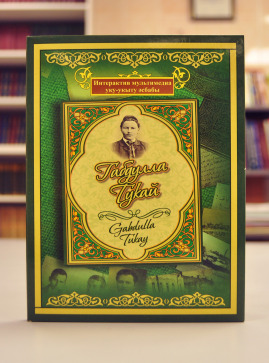 Интерактив мультимедиа
уку-укыту әсбабы
Габдулла
Тукай
Gabdulla
Tukay